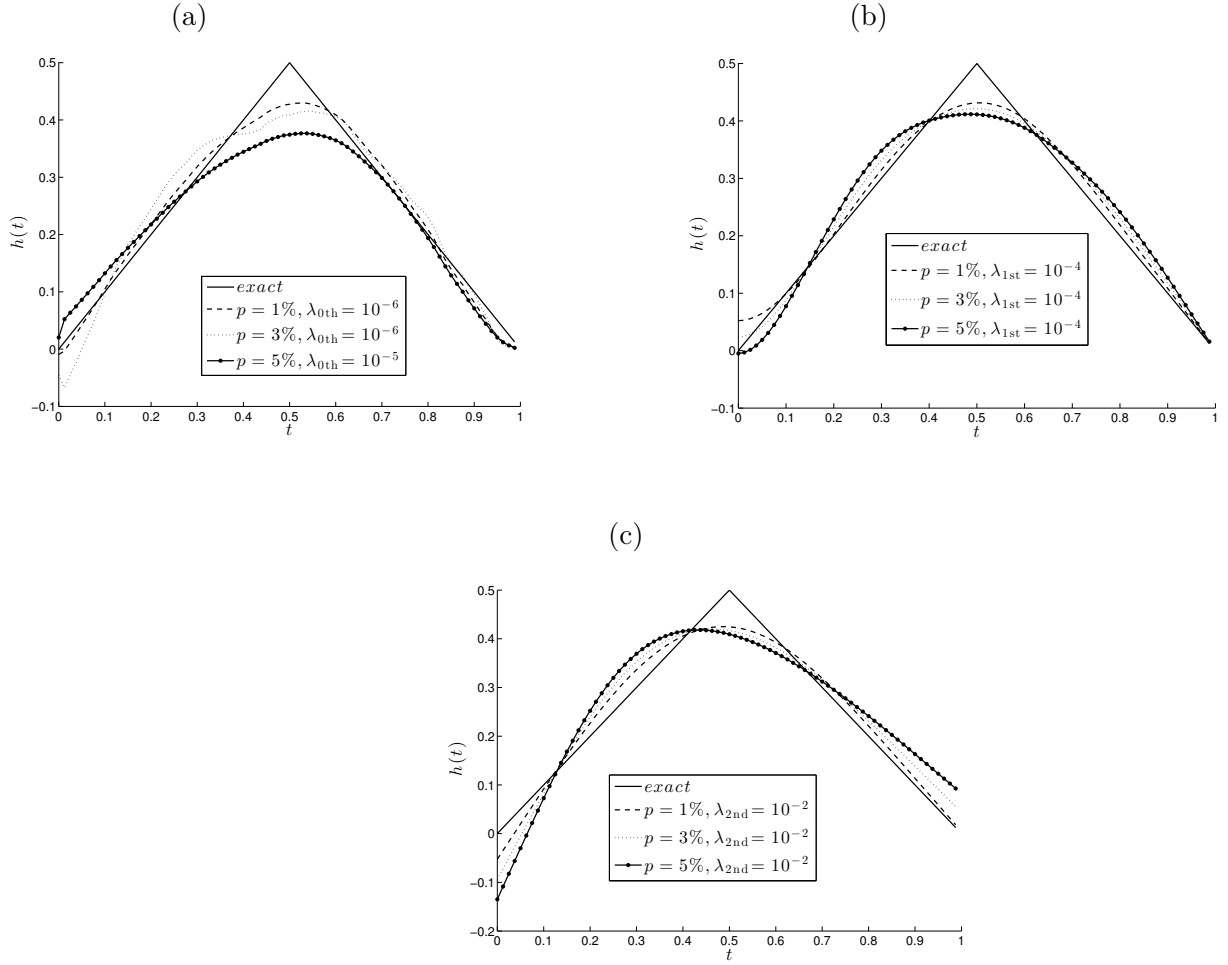 (a)
0.5
0.4
0.3
0.2
0.1
0
−0.1
h(t)
exact
p = 1%, λ0th = 10−6
p = 3%, λ0th = 10−6
p = 5%, λ0th = 10−5
0 0.1 0.2 0.3 0.4 0.5 0.6 0.7 0.8 0.9 1
t
(b)
0.5
0.4
0.3
0.2
0.1
0
−0.1
h(t)
exact
p = 1%, λ1st = 10−4
p = 3%, λ1st = 10−4
p = 5%, λ1st = 10−4
0 0.1 0.2 0.3 0.4 0.5 0.6 0.7 0.8 0.9 1
t
(c)
0.5
0.4
0.3
0.2
0.1
0
−0.1
−0.2
h(t)
exact
p = 1%, λ2nd = 10−2
p = 3%, λ2nd = 10−2
p = 5%, λ2nd = 10−2
0 0.1 0.2 0.3 0.4 0.5 0.6 0.7 0.8 0.9 1
t